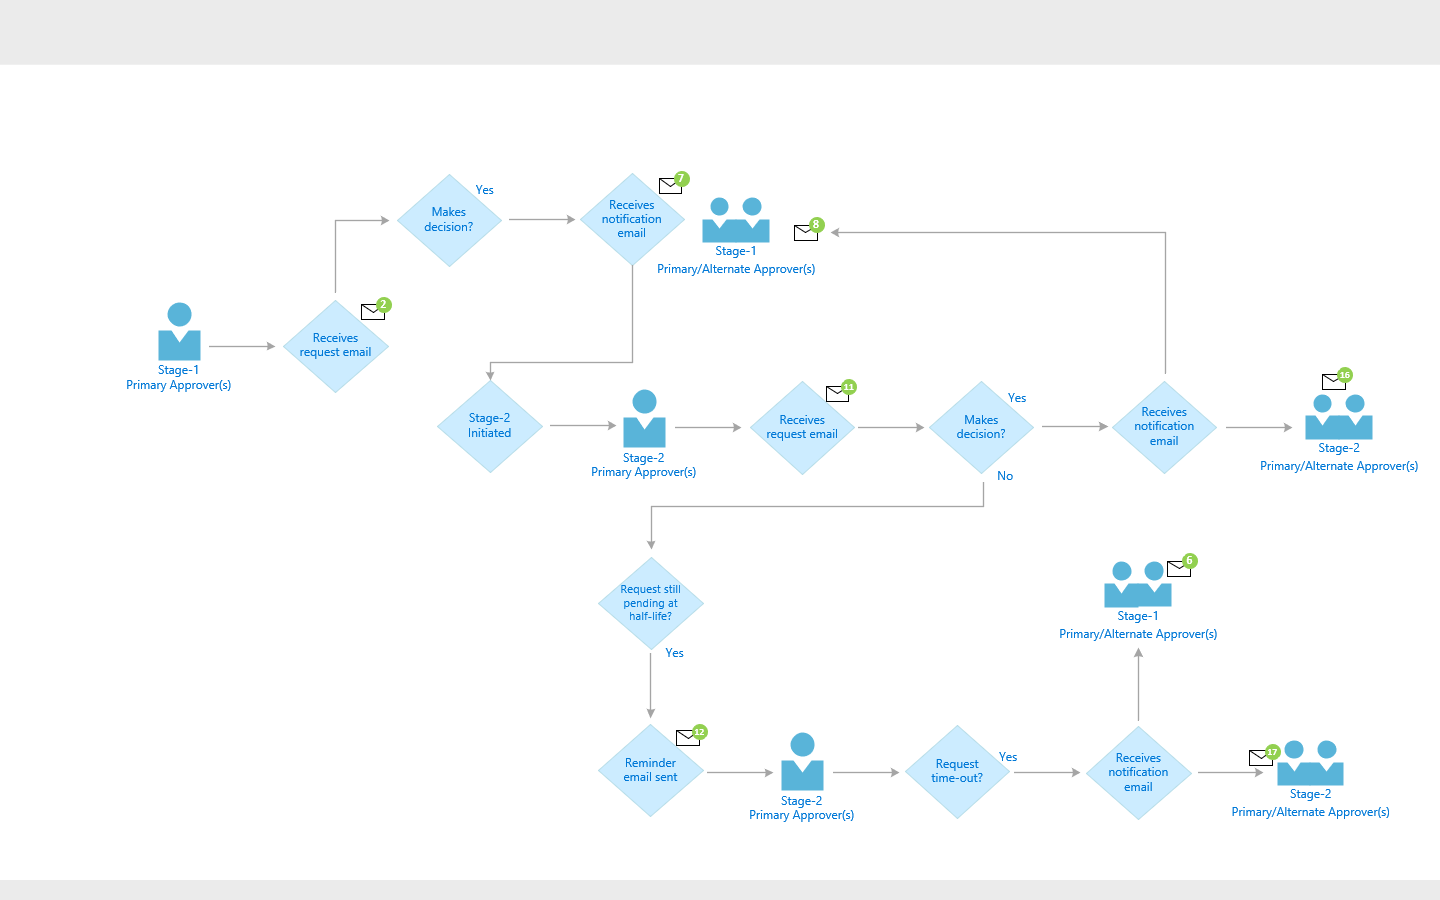 Yes
Makes
decision?
7
Receives
notification
email
8
Stage-1
Primary/Alternate Approver(s)
2
Receives
request email
Stage-1
Primary Approver(s)
Stage-2
Initiated
Stage-2
Primary Approver(s)
11
Receives
request email
Yes
Makes
decision?
No
Receives
notification
email
16
Stage-2
Primary/Alternate Approver(s)
Request still
pending at
half-life?
Yes
6
Stage-1
Primary/Alternate Approver(s)
12
Reminder
email sent
Stage-2
Primary Approver(s)
Request
time-out?
Yes
Receives
notification
email
17
Stage-2
Primary/Alternate Approver(s)